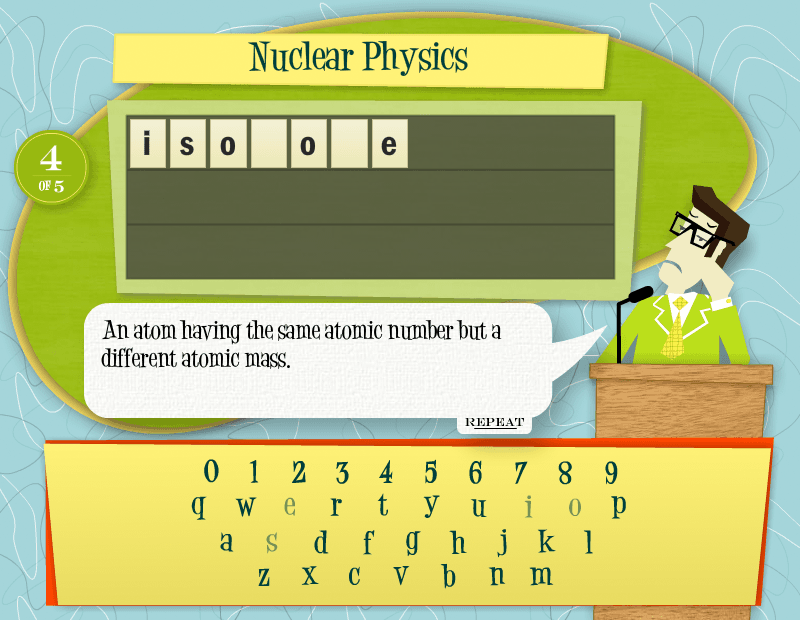 Nuclear Physics
4
OF 5
i s o o e
An atom having the same atomic number but a
different atomic mass.
REPEAT
0 1 2 3 4 5 6 7 8 9
q w e r t y u i o p
a s d f g h j k l
z x c v b n m